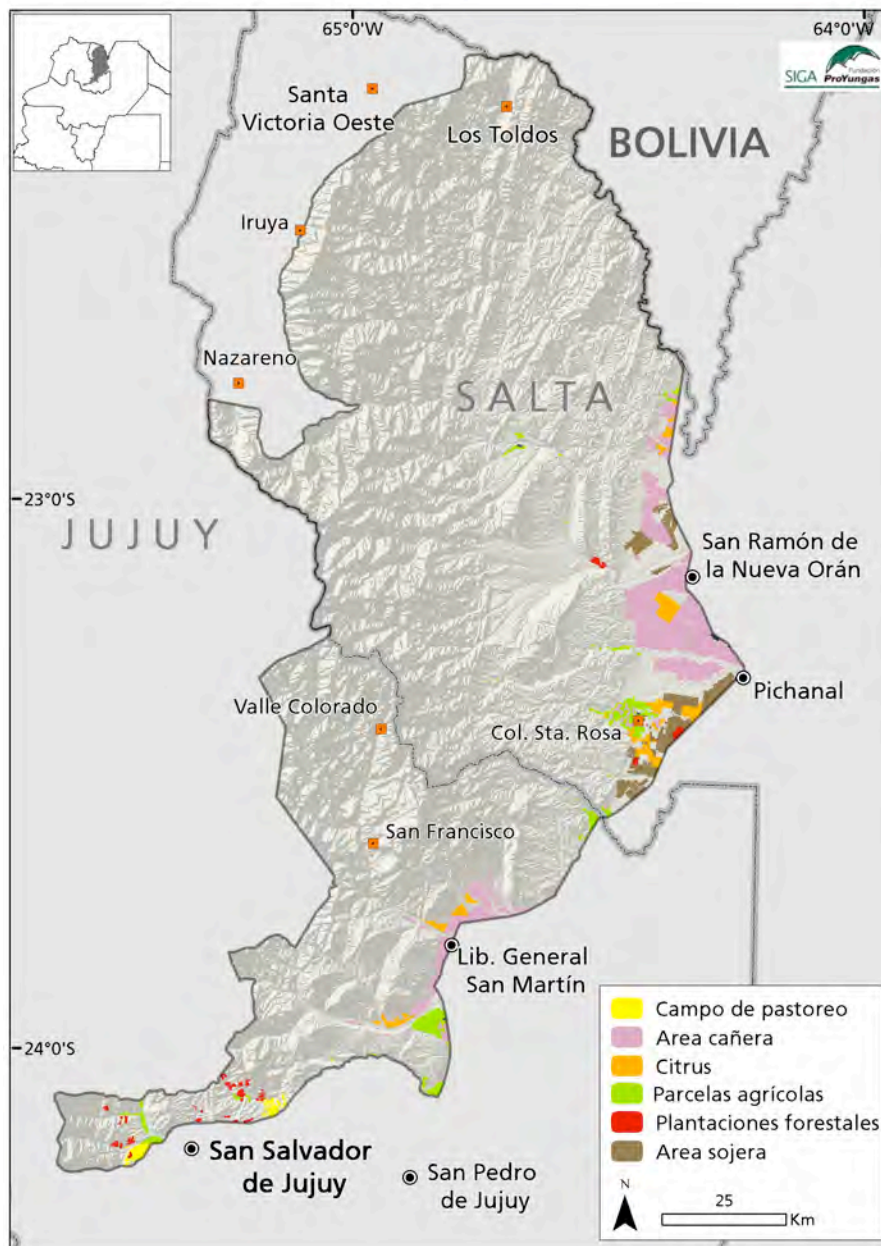 65°0'W
64°0'W
SIGA
Fundación
ProYungas
Santa
Victoria Oeste
Los Toldos
BOLIVIA
Iruya
Nazareno
SALTA
23°0'S
JUJUY
San Ramón de
la Nueva Orán
Pichanal
Valle Colorado
Col. Sta. Rosa
San Francisco
Lib. General
San Martín
24°0'S
San Salvador
de Jujuy
San Pedro
de Jujuy
Campo de pastoreo
Area cañera
Citrus
Parcelas agrícolas
Plantaciones forestales
Area sojera
N
25
Km